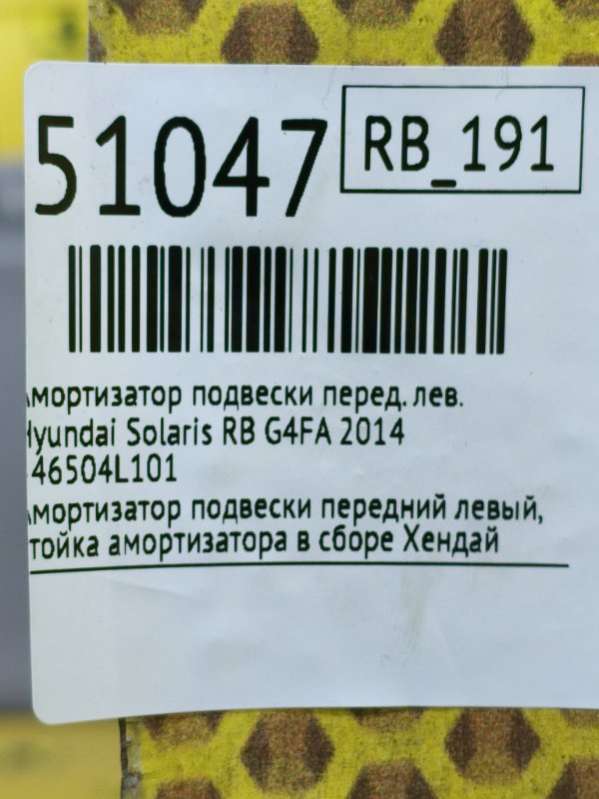 51047
RB_191
мортизатор подвески перед. лев.
yundai Solaris RB G4FA 2014
46504L101
мортизатор подвески передний левый,
тойка амортизатора в сборе Хендай